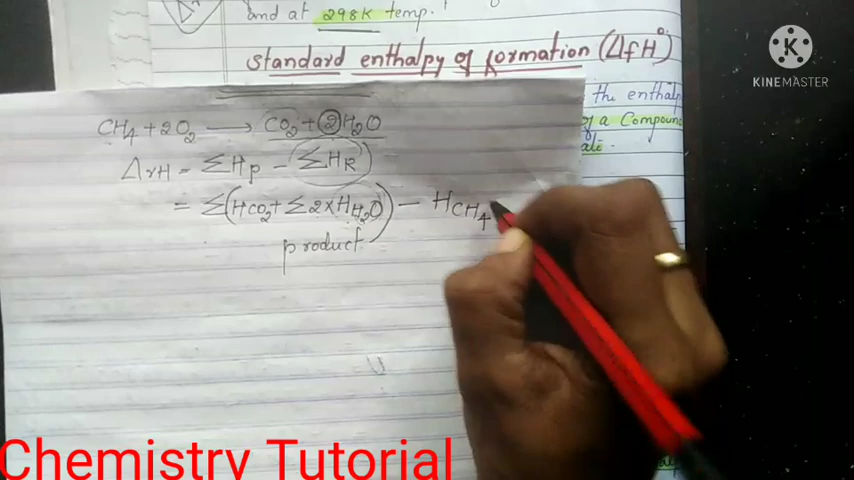 and at 298K temp.
standard enthalpy of formation (ΔfH°)
the enthalp
of a Compoun
KINEMASTER
CH₄ + 2O₂ ⟶ CO₂ + 2H₂O
ΔrH = ΣHp - ΣHR
= Σ(HCO₂ + Σ2×HH₂O) - HCH₄
product
Chemistry Tutorial